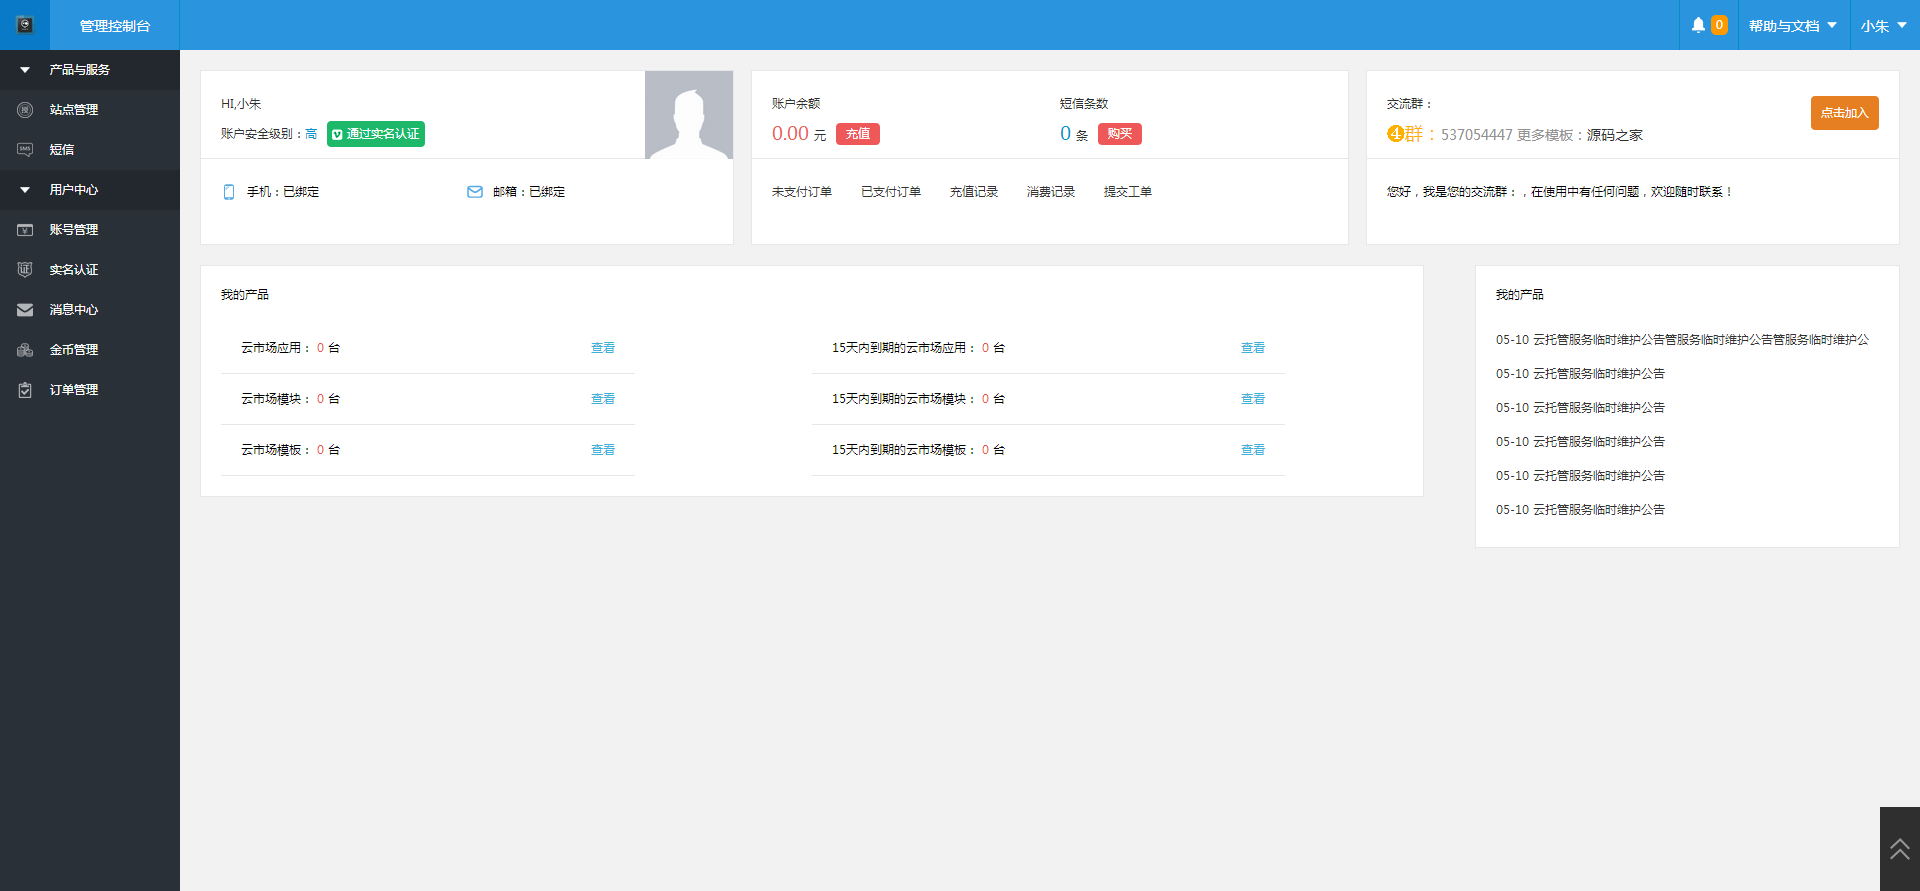 管理控制台
0
帮助与文档
小朱
产品与服务
站点管理
短信
用户中心
账号管理
实名认证
消息中心
金币管理
订单管理
HI,小朱
账户安全级别：高 通过实名认证
手机：已绑定
邮箱：已绑定
账户余额
0.00 元 充值
短信条数
0 条 购买
未支付订单 已支付订单 充值记录 消费记录 提交工单
交流群：
4群：537054447 更多模板：源码之家
点击加入
您好，我是您的交流群：，在使用中有任何问题，欢迎随时联系！
我的产品
云市场应用： 0 台 查看
15天内到期的云市场应用： 0 台 查看
云市场模块： 0 台 查看
15天内到期的云市场模块： 0 台 查看
云市场模板： 0 台 查看
15天内到期的云市场模板： 0 台 查看
我的产品
05-10 云托管服务临时维护公告管服务临时维护公告管服务临时维护公
05-10 云托管服务临时维护公告
05-10 云托管服务临时维护公告
05-10 云托管服务临时维护公告
05-10 云托管服务临时维护公告
05-10 云托管服务临时维护公告